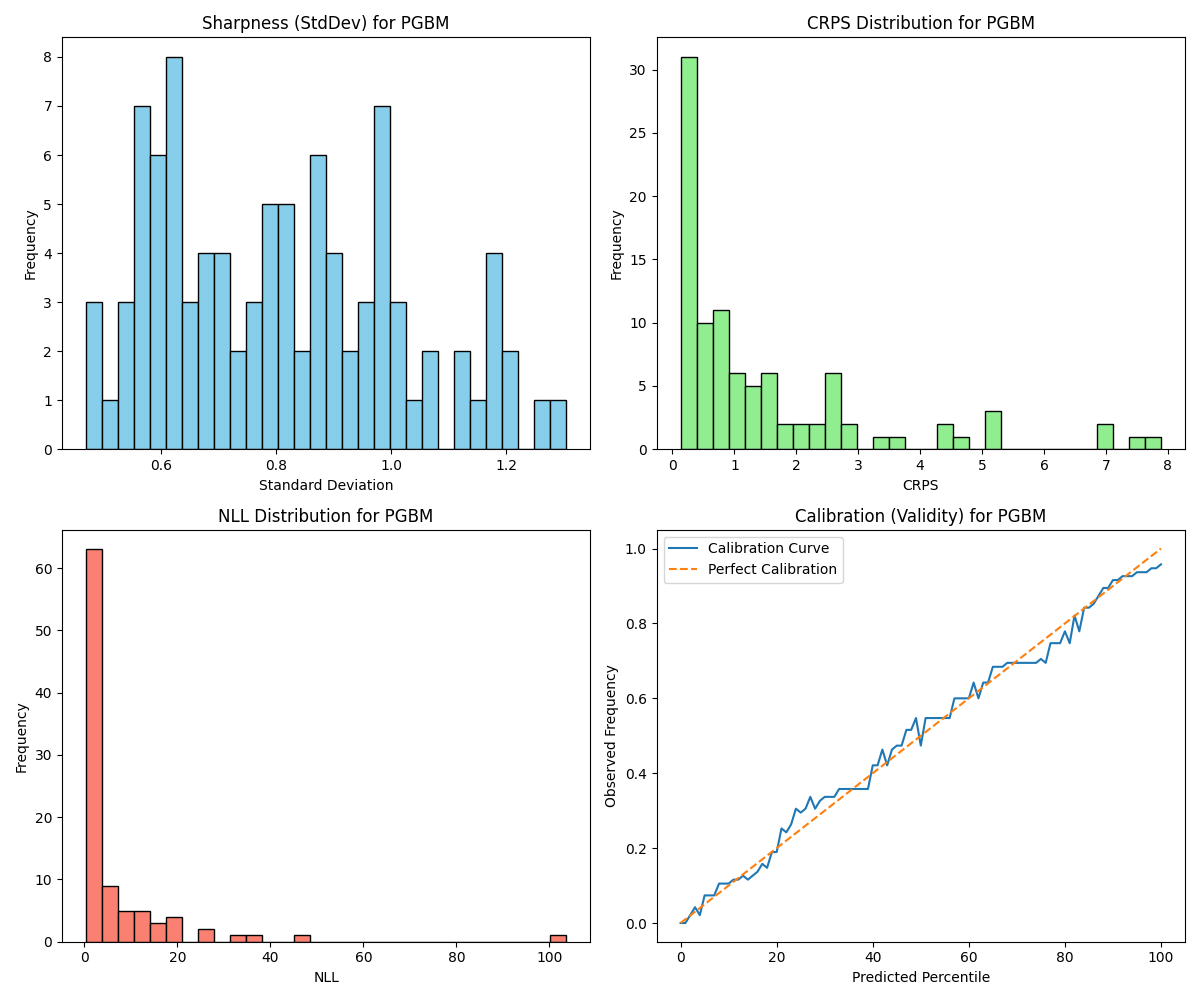 Sharpness (StdDev) for PGBM
Frequency
8
7
6
5
4
3
2
1
0
0.6 0.8 1.0 1.2
Standard Deviation
CRPS Distribution for PGBM
Frequency
30
25
20
15
10
5
0
0 1 2 3 4 5 6 7 8
CRPS
NLL Distribution for PGBM
Frequency
60
50
40
30
20
10
0
0 20 40 60 80 100
NLL
Calibration (Validity) for PGBM
Calibration Curve
Perfect Calibration
Observed Frequency
1.0
0.8
0.6
0.4
0.2
0.0
0 20 40 60 80 100
Predicted Percentile